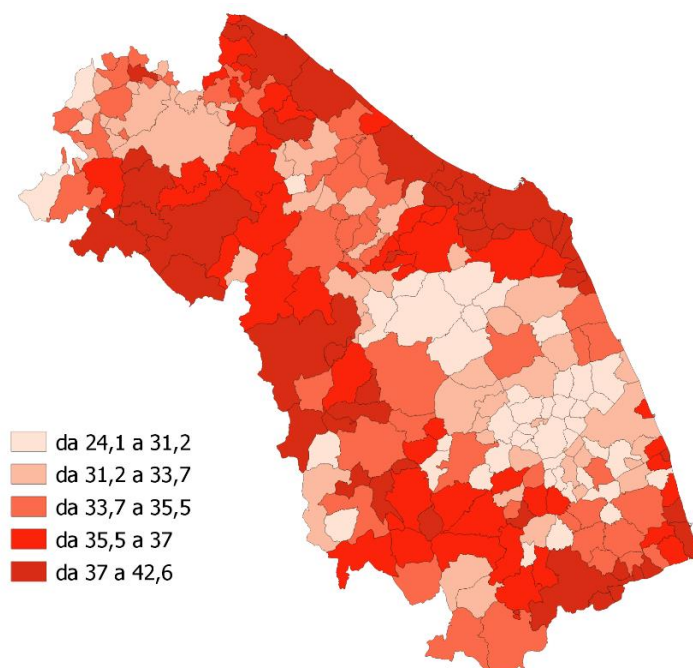 da 24,1 a 31,2
da 31,2 a 33,7
da 33,7 a 35,5
da 35,5 a 37
da 37 a 42,6